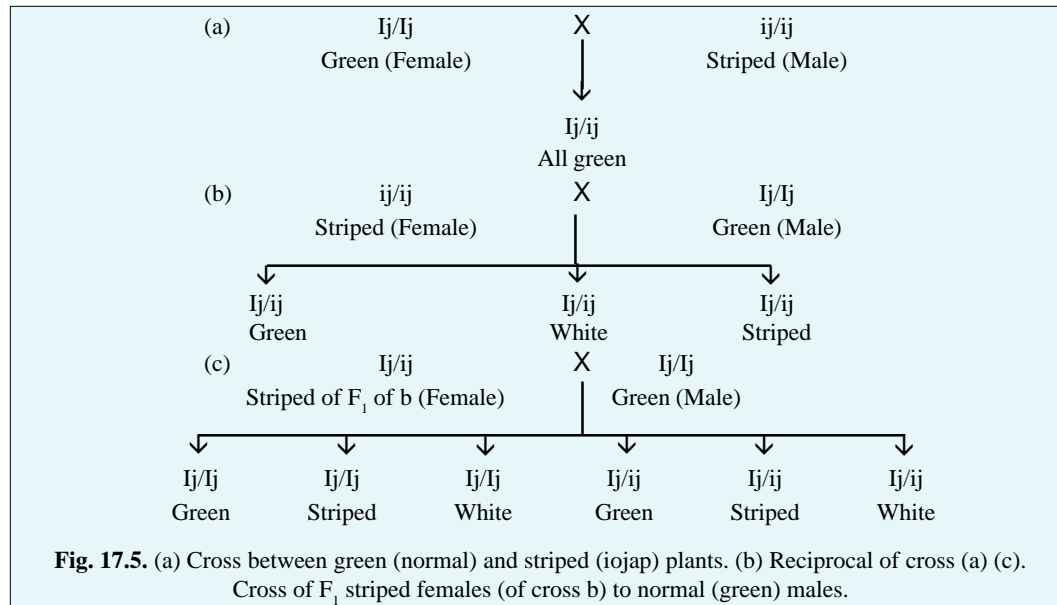 (a) Ij/Ij X ij/ij
Green (Female) Striped (Male)
Ij/ij
All green
(b) ij/ij X Ij/Ij
Striped (Female) Green (Male)
Ij/ij Ij/ij Ij/ij
Green White Striped
(c) Ij/ij X Ij/Ij
Striped of F₁ of b (Female) Green (Male)
Ij/Ij Ij/Ij Ij/Ij Ij/ij Ij/ij Ij/ij
Green Striped White Green Striped White
Fig. 17.5. (a) Cross between green (normal) and striped (iojap) plants. (b) Reciprocal of cross (a) (c).
Cross of F₁ striped females (of cross b) to normal (green) males.